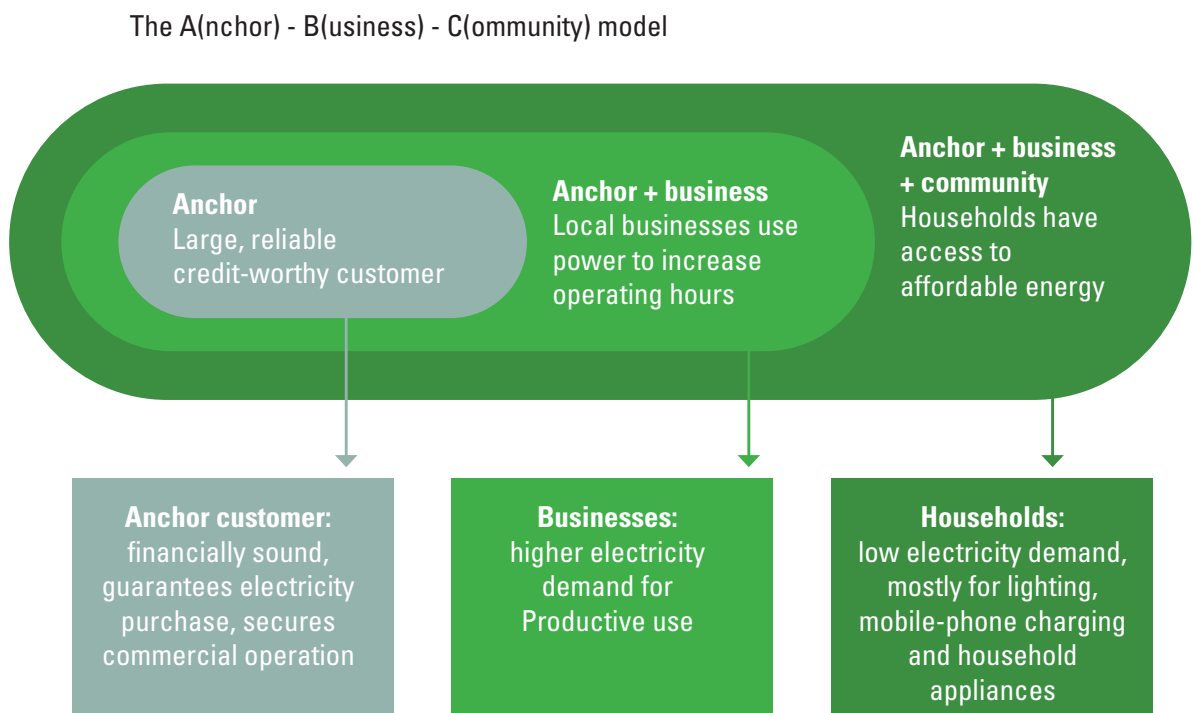 The A(nchor) - B(usiness) - C(ommunity) model
Anchor
Large, reliable
credit-worthy customer
Anchor + business
Local businesses use
power to increase
operating hours
Anchor + business
+ community
Households have
access to
affordable energy
Anchor customer:
financially sound,
guarantees electricity
purchase, secures
commercial operation
Businesses:
higher electricity
demand for
Productive use
Households:
low electricity demand,
mostly for lighting,
mobile-phone charging
and household
appliances